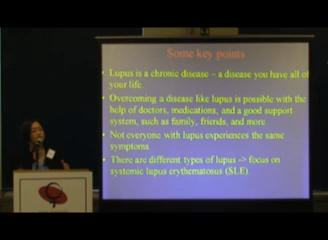 Some key points
• Lupus is a chronic disease – a disease you have all of
your life.
• Overcoming a disease like lupus is possible with the
help of doctors, medications, and a good support
system, such as family, friends, and more.
• Not everyone with lupus experiences the same
symptoms.
• There are different types of lupus -> focus on
systemic lupus erythematosus (SLE).